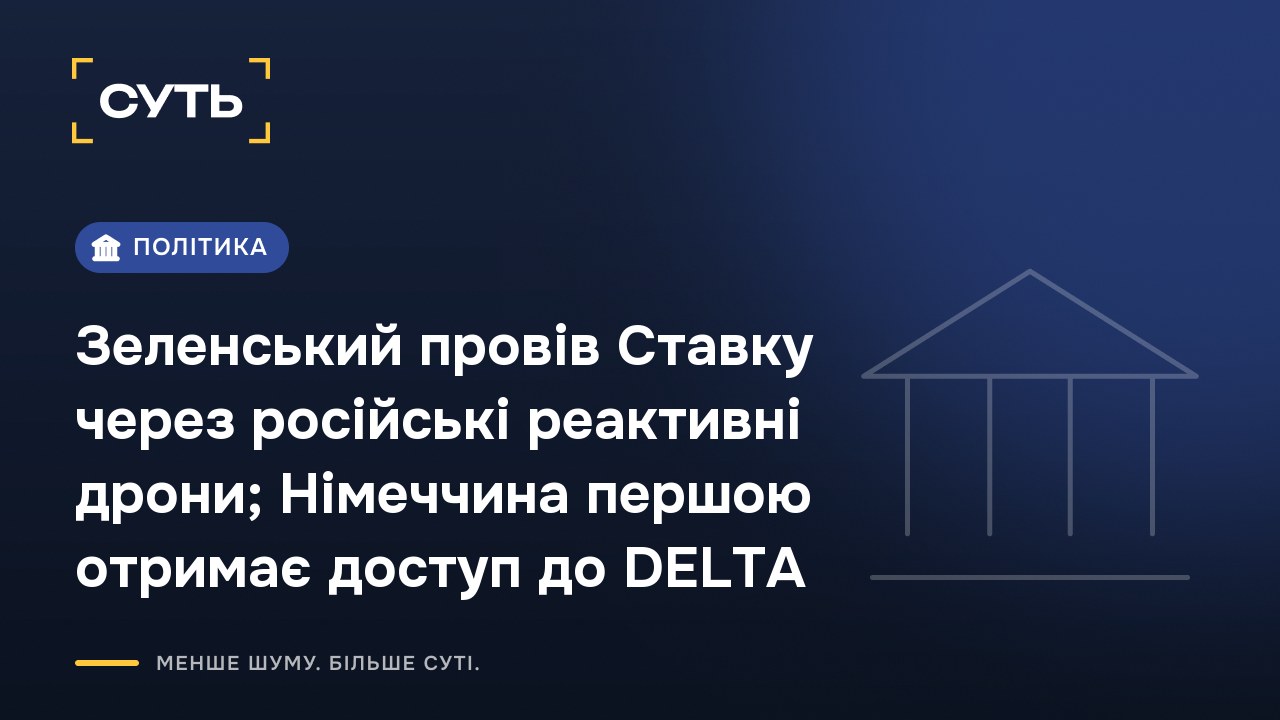 СУТЬ
ПОЛІТИКА
Зеленський провів Ставку
через російські реактивні
дрони; Німеччина першою
отримає доступ до DELTA
МЕНШЕ ШУМУ. БІЛЬШЕ СУТІ.